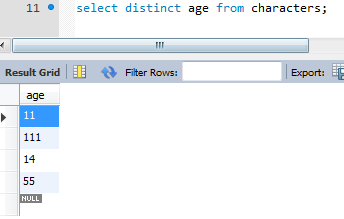 11
select distinct age from characters;
Result Grid Filter Rows: Export:
age
11
111
14
55
NULL